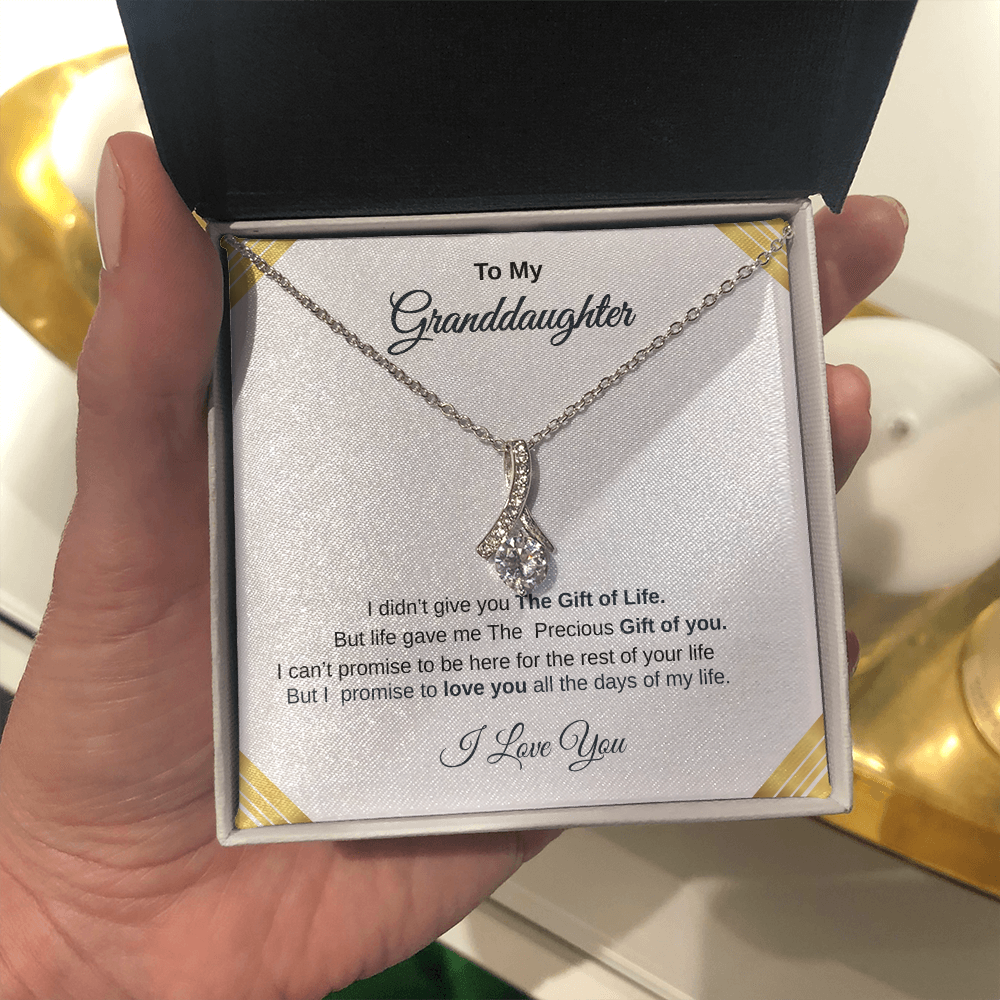 To My
Granddaughter
I didn't give you The Gift of Life.
But life gave me The Precious Gift of you.
I can't promise to be here for the rest of your life
But I promise to love you all the days of my life.
I Love You